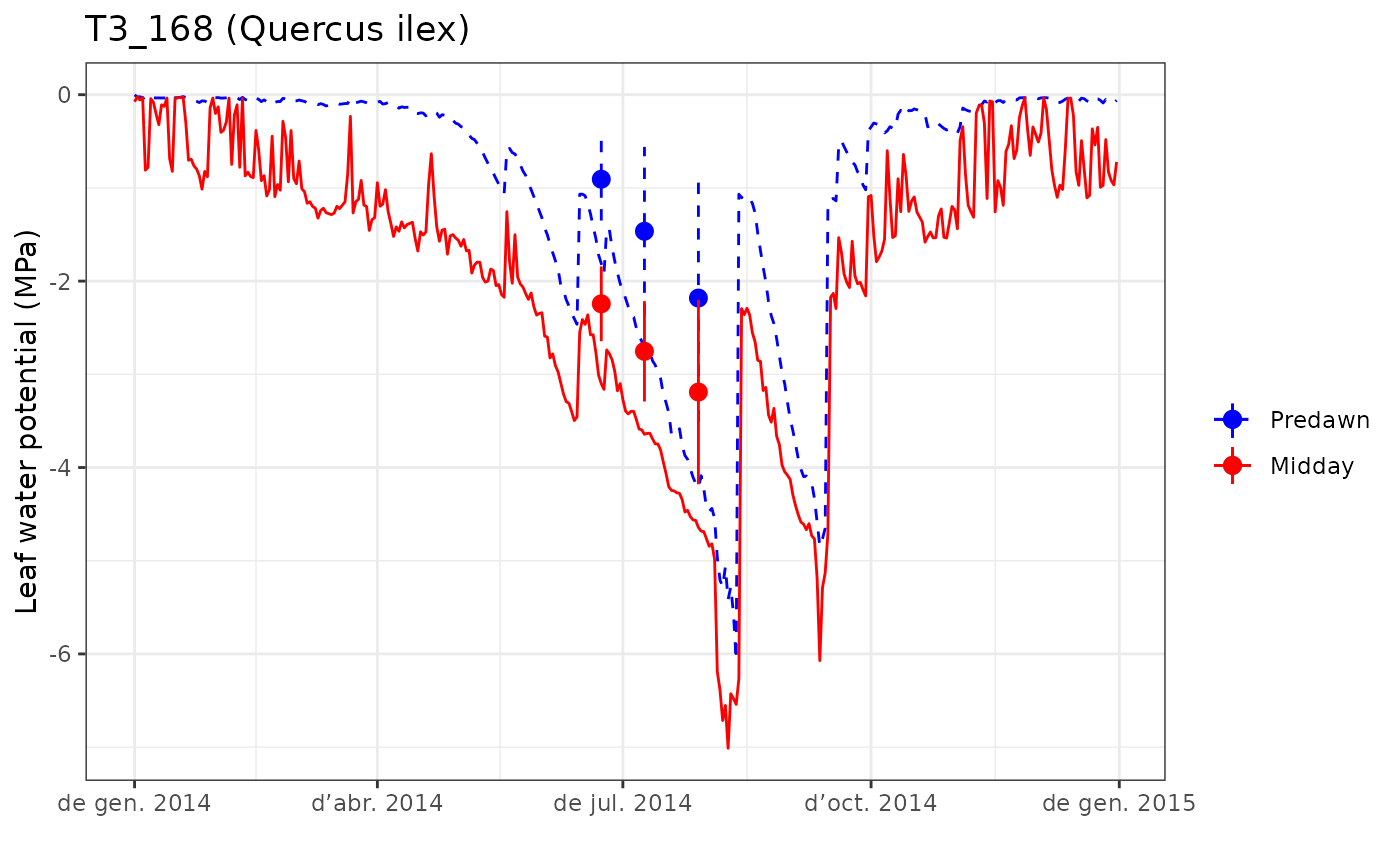 T3_168 (Quercus ilex)
Leaf water potential (MPa)
0
-2
-4
-6
de gen. 2014
d’abr. 2014
de jul. 2014
d’oct. 2014
de gen. 2015
Predawn
Midday